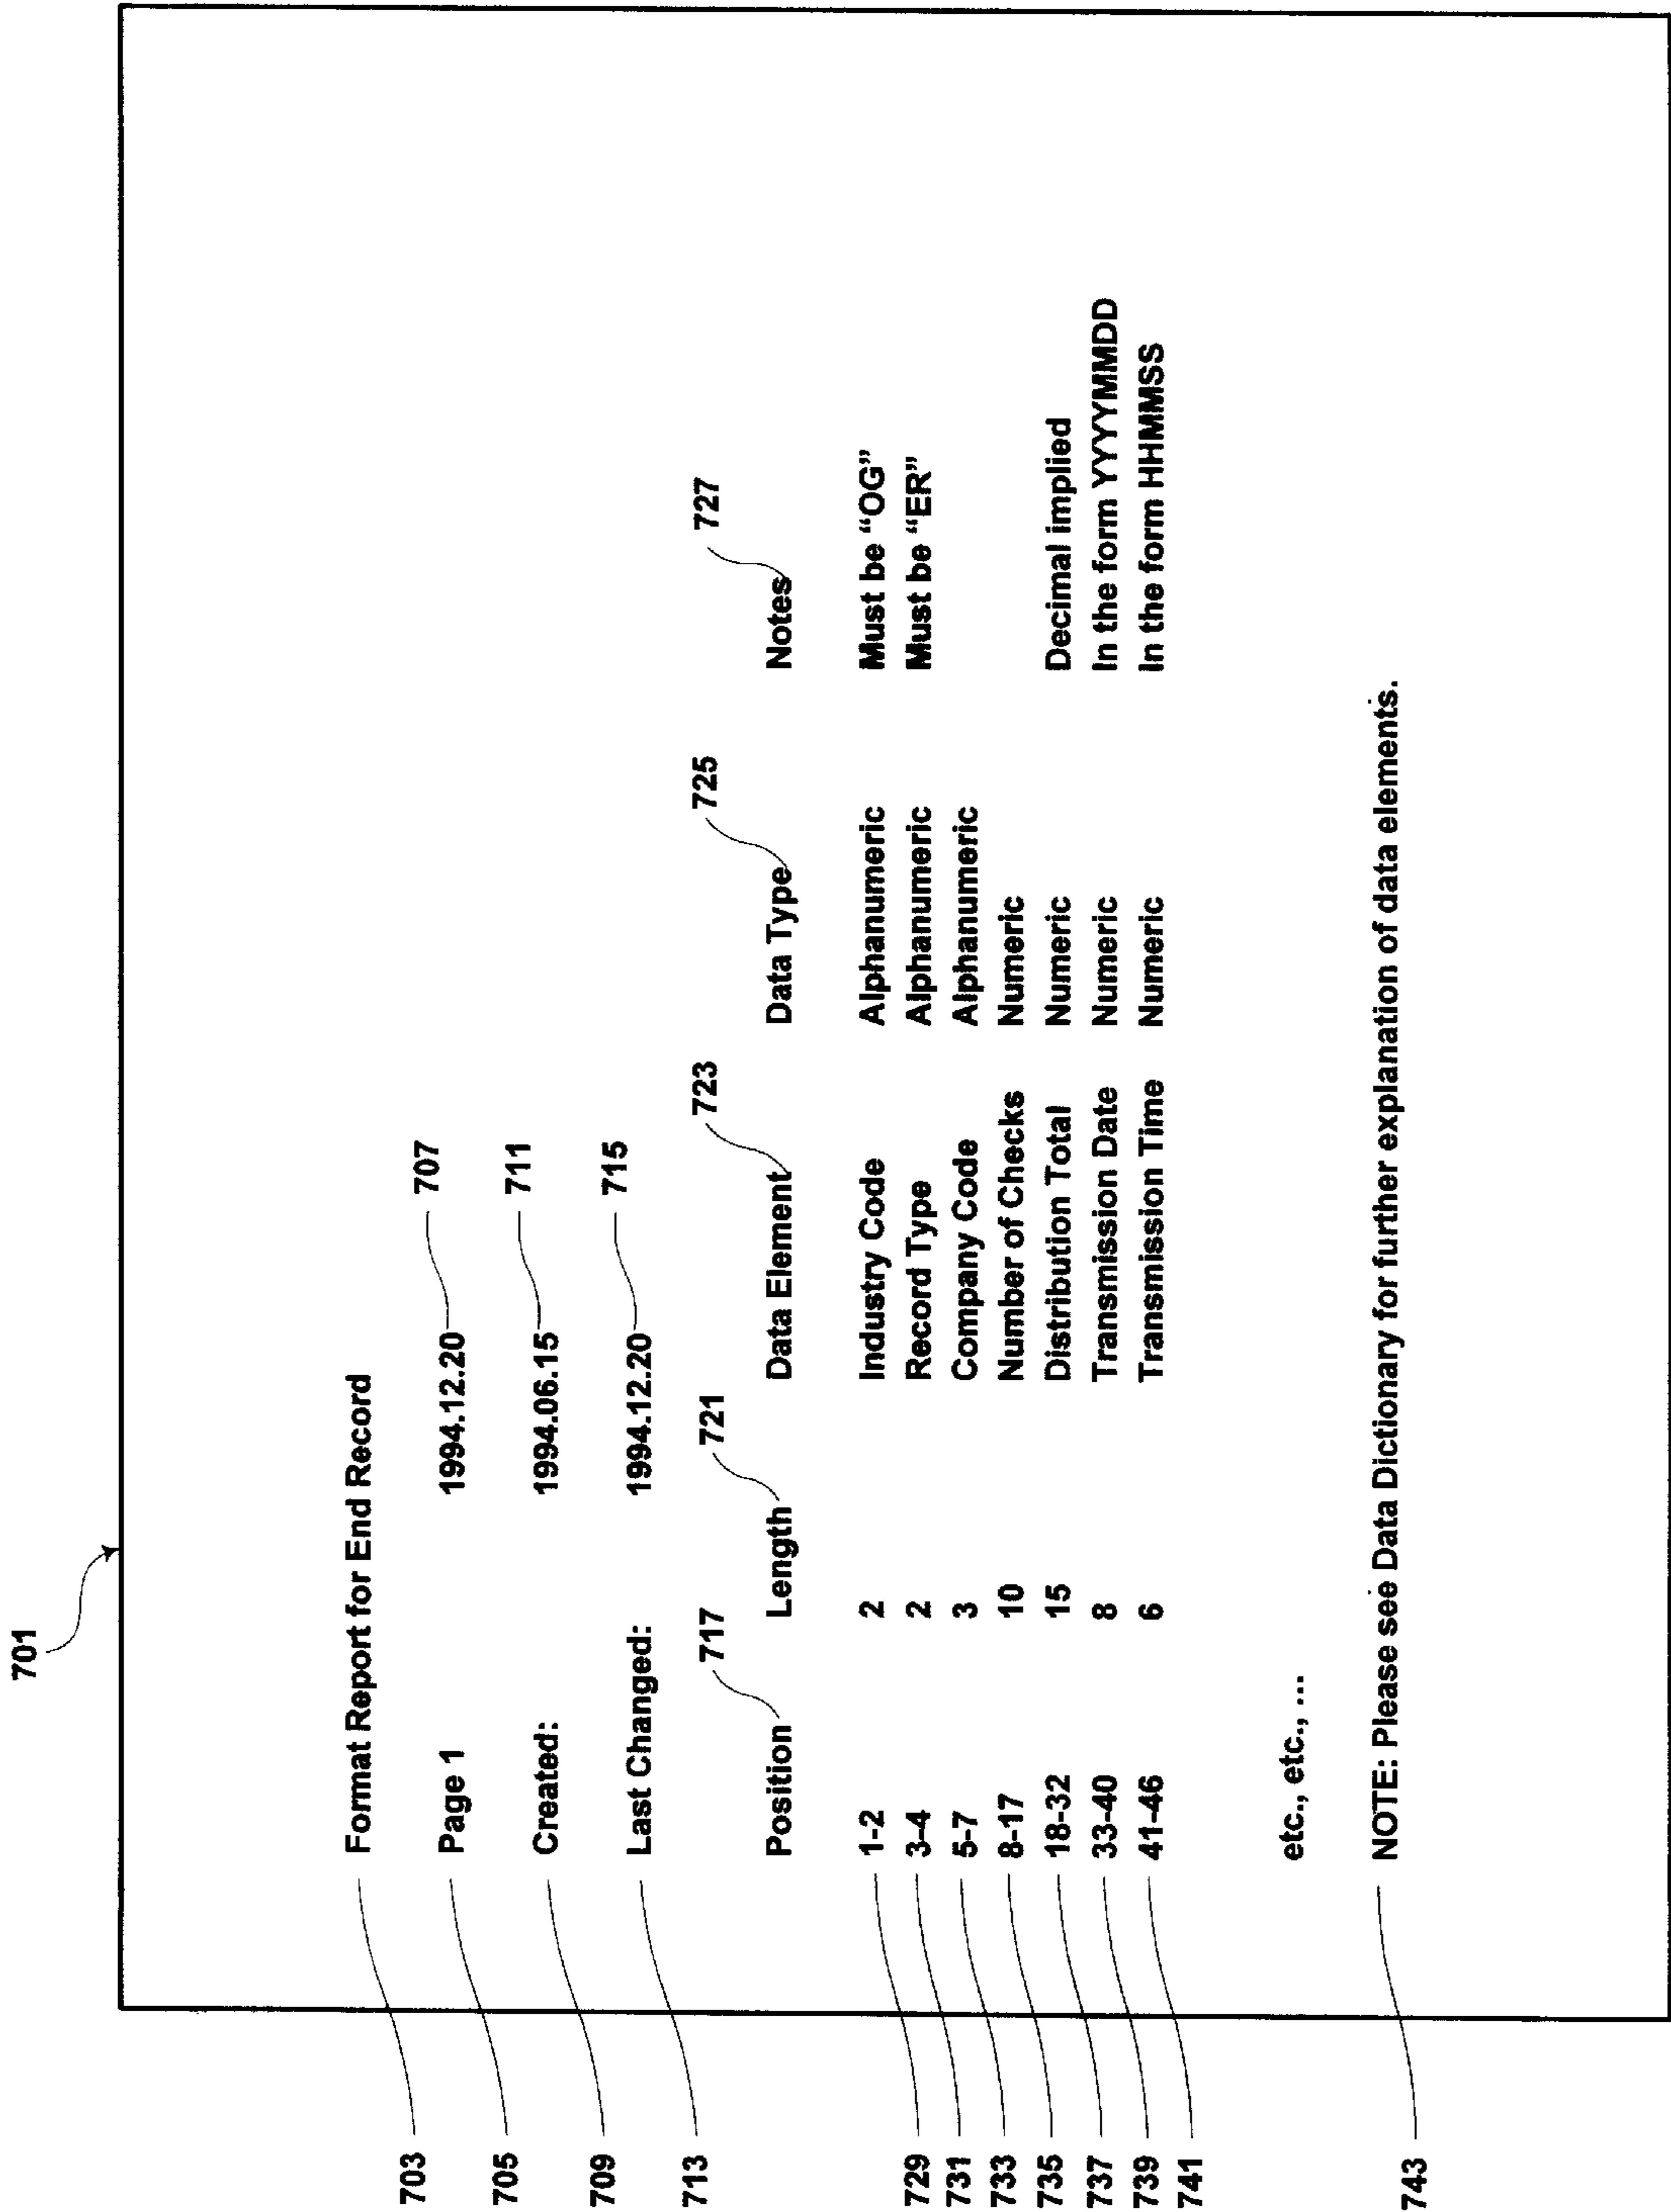 701
703 Format Report for End Record
705 Page 1 1994.12.20 707
709 Created: 1994.06.15 711
713 Last Changed: 1994.12.20 715
717 721 723 725 727
Position Length Data Element Data Type Notes
729 1-2 2 Industry Code Alphanumeric Must be “OG”
731 3-4 2 Record Type Alphanumeric Must be “ER”
733 5-7 3 Company Code Alphanumeric
735 8-17 10 Number of Checks Numeric
737 18-32 15 Distribution Total Numeric Decimal implied
739 33-40 8 Transmission Date Numeric In the form YYYYMMDD
741 41-46 6 Transmission Time Numeric In the form HHMMSS
etc., etc., ...
743 NOTE: Please see Data Dictionary for further explanation of data elements.